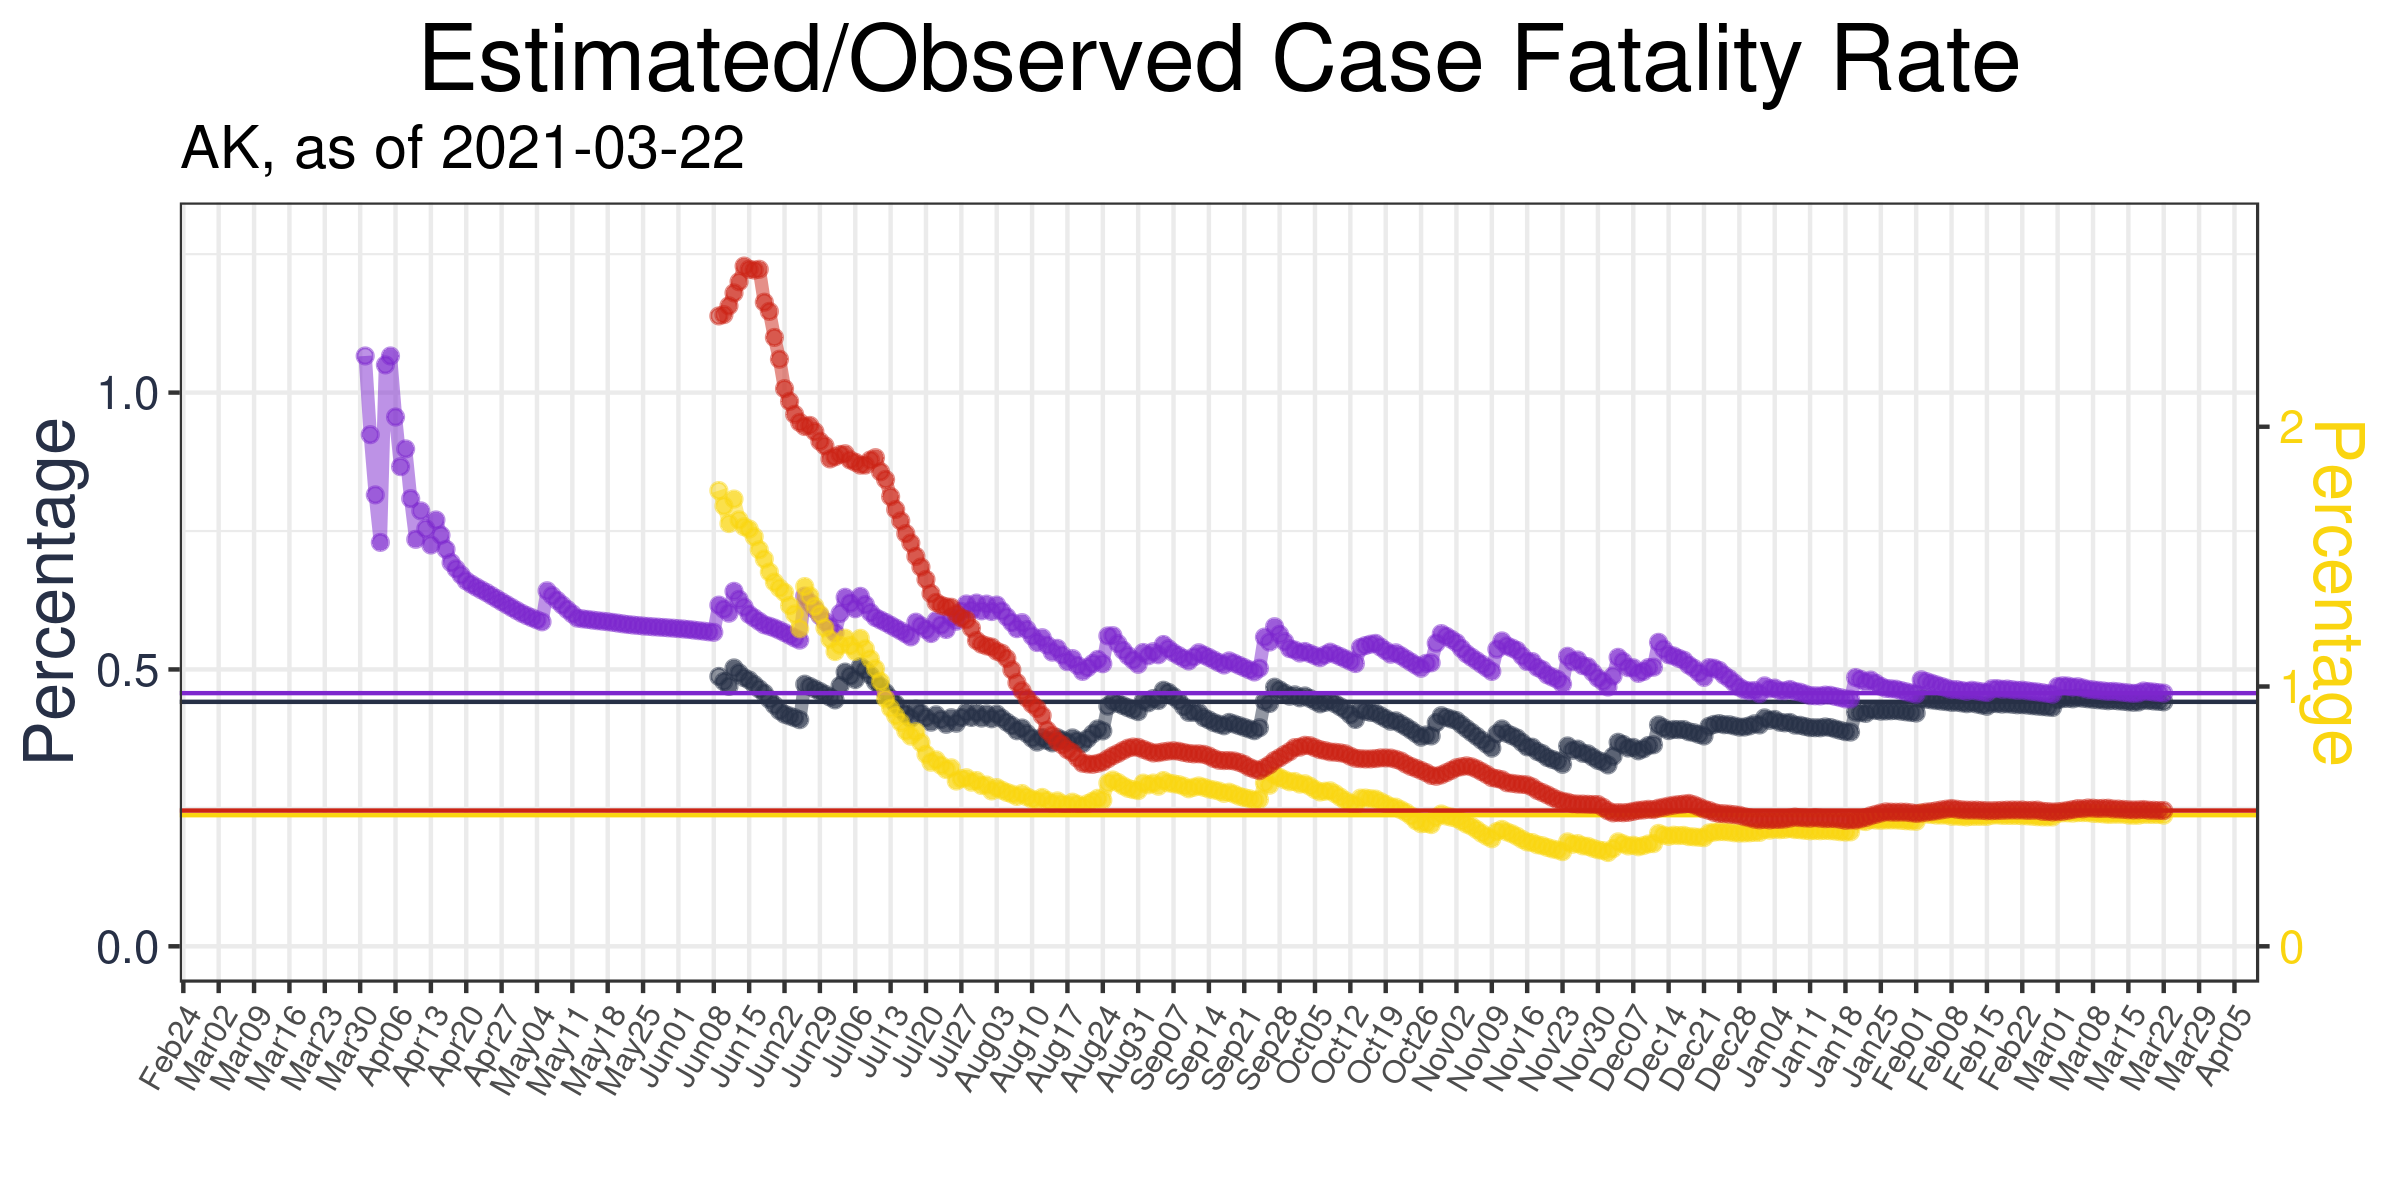 Estimated/Observed Case Fatality Rate
AK, as of 2021-03-22
Percentage
1.0
0.5
0.0
2
1
0
Percentage
Feb24
Mar02
Mar09
Mar16
Mar23
Mar30
Apr06
Apr13
Apr20
Apr27
May04
May11
May18
May25
Jun01
Jun08
Jun15
Jun22
Jun29
Jul06
Jul13
Jul20
Jul27
Aug03
Aug10
Aug17
Aug24
Aug31
Sep07
Sep14
Sep21
Sep28
Oct05
Oct12
Oct19
Oct26
Nov02
Nov09
Nov16
Nov23
Nov30
Dec07
Dec14
Dec21
Dec28
Jan04
Jan11
Jan18
Jan25
Feb01
Feb08
Feb15
Feb22
Mar01
Mar08
Mar15
Mar22
Mar29
Apr05